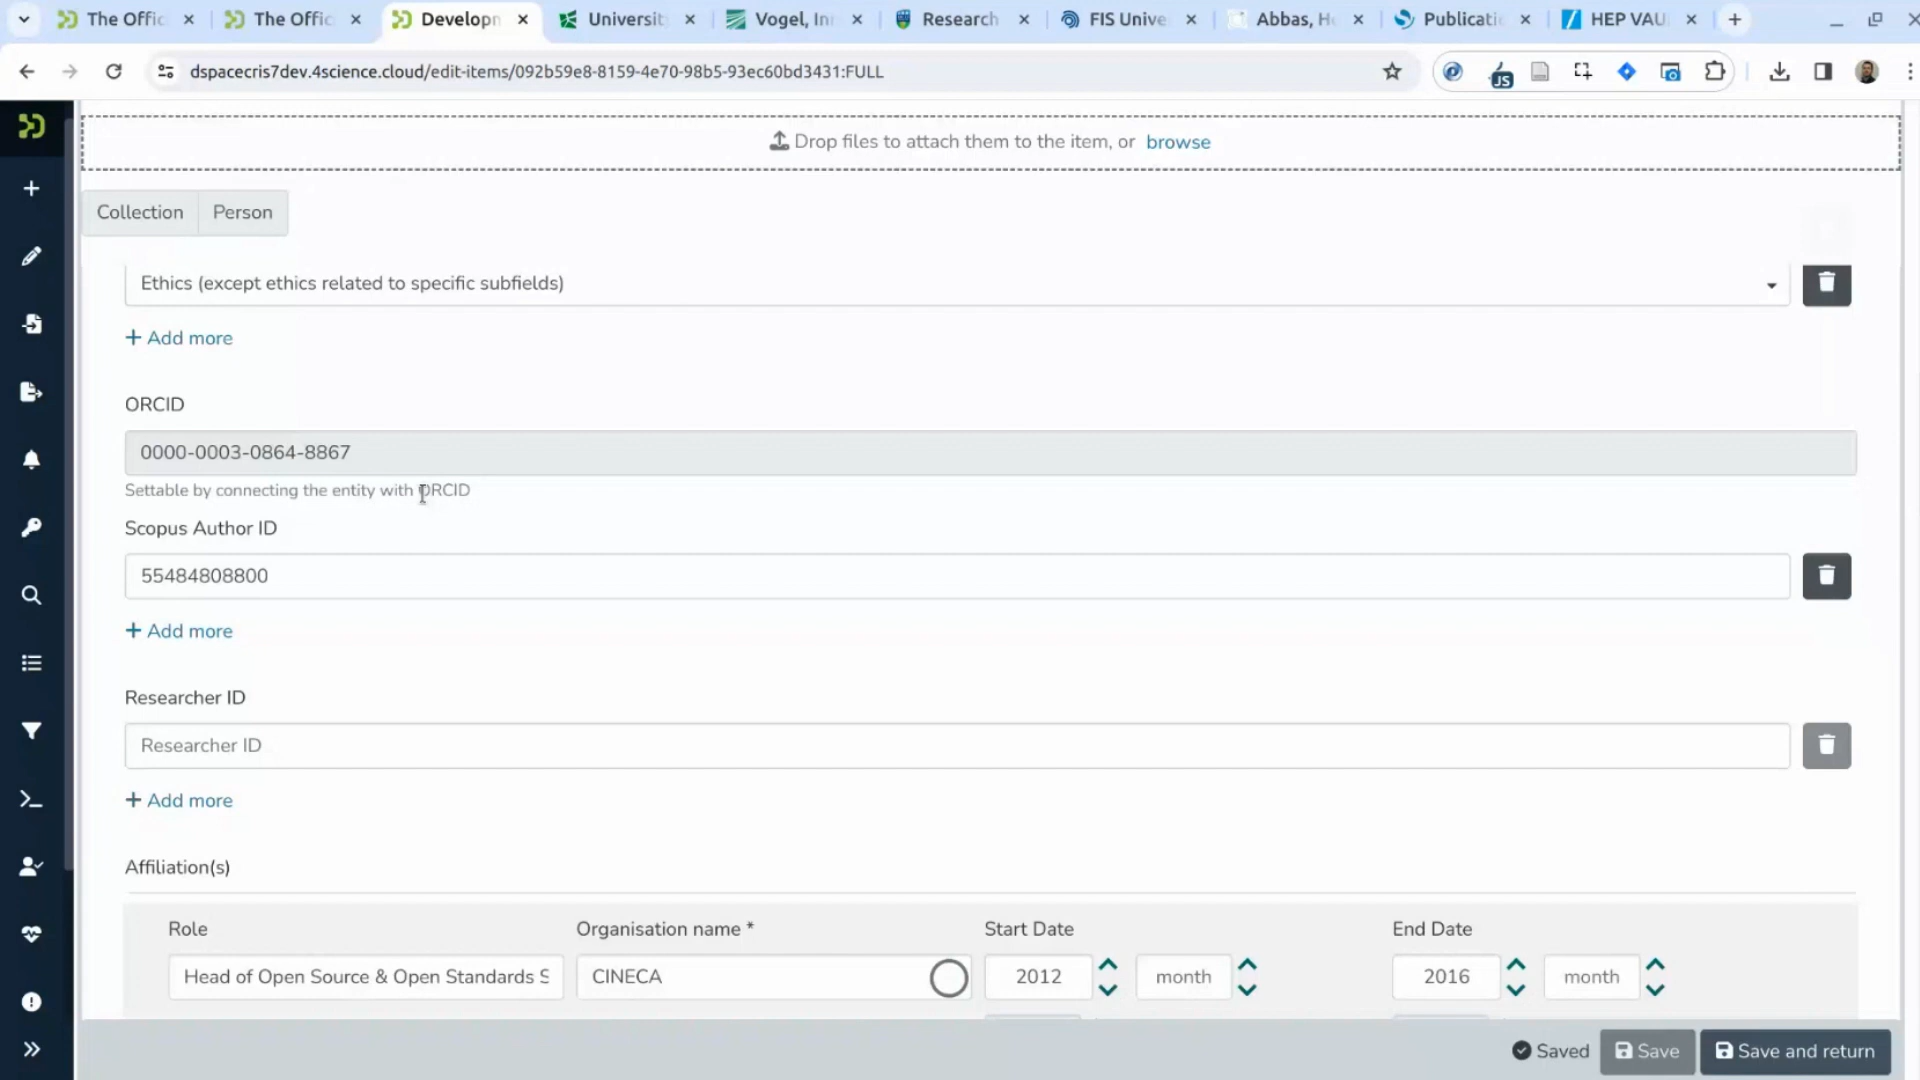 The Offic
The Offic
Developm
Universit
Vogel, Inn
Research
FIS Unive
Abbas, H
Publicati
HEP VAU
dspacecris7dev.4science.cloud/edit-items/092b59e8-8159-4e70-98b5-93ec60bd3431:FULL
JS
Drop files to attach them to the item, or browse
Collection Person
Ethics (except ethics related to specific subfields)
+ Add more
ORCID
0000-0003-0864-8867
Settable by connecting the entity with ORCID
Scopus Author ID
55484808800
+ Add more
Researcher ID
Researcher ID
+ Add more
Affiliation(s)
Role Organisation name * Start Date End Date
Head of Open Source & Open Standards S CINECA 2012 month 2016 month
Saved Save Save and return